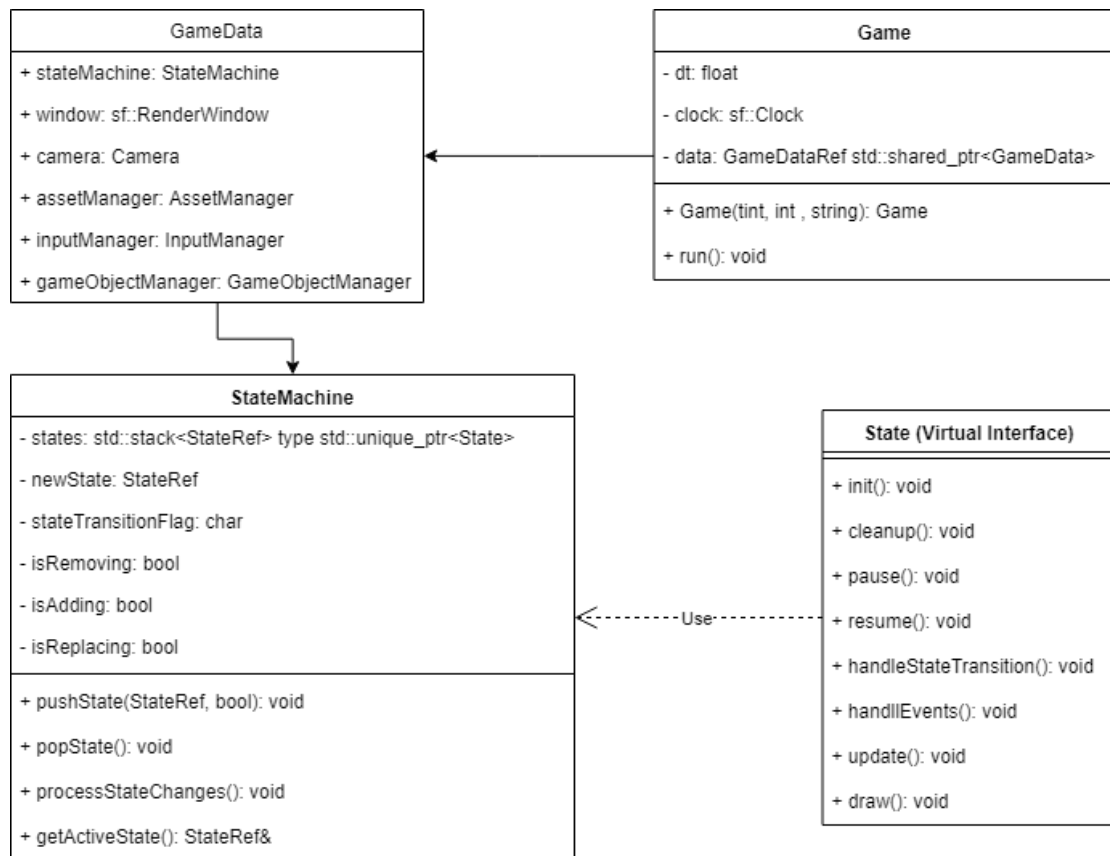 GameData
+ stateMachine: StateMachine
+ window: sf::RenderWindow
+ camera: Camera
+ assetManager: AssetManager
+ inputManager: InputManager
+ gameObjectManager: GameObjectManager
Game
- dt: float
- clock: sf::Clock
- data: GameDataRef std::shared_ptr<GameData>
+ Game(tint, int , string): Game
+ run(): void
StateMachine
- states: std::stack<StateRef> type std::unique_ptr<State>
- newState: StateRef
- stateTransitionFlag: char
- isRemoving: bool
- isAdding: bool
- isReplacing: bool
+ pushState(StateRef, bool): void
+ popState(): void
+ processStateChanges(): void
+ getActiveState(): StateRef&
Use
State (Virtual Interface)
+ init(): void
+ cleanup(): void
+ pause(): void
+ resume(): void
+ handleStateTransition(): void
+ handllEvents(): void
+ update(): void
+ draw(): void